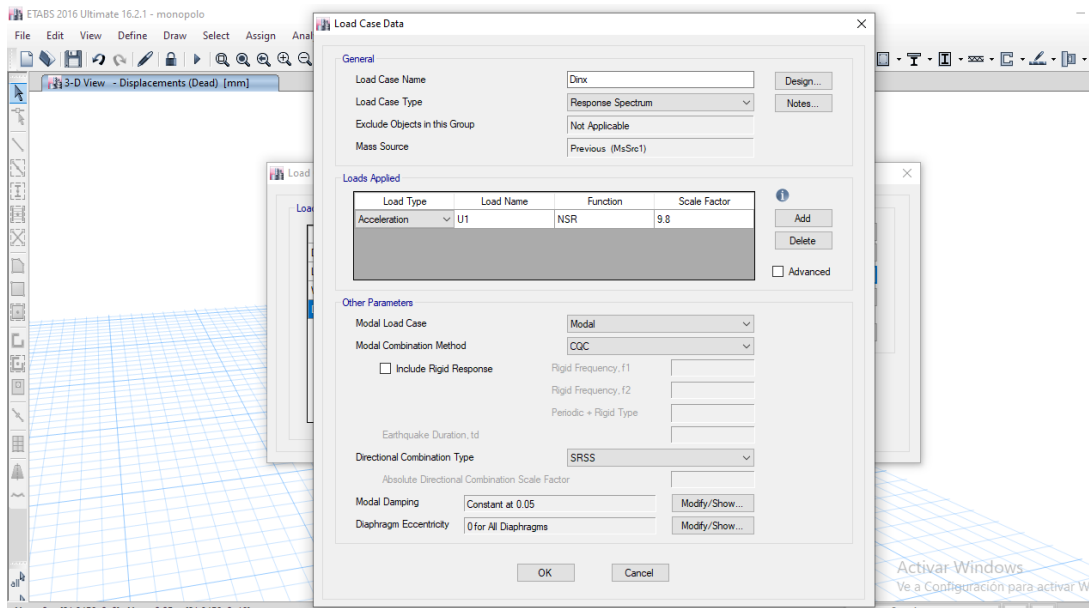 ETABS 2016 Ultimate 16.2.1 - monopolo
File Edit View Define Draw Select Assign
3-D View - Displacements (Dead) [mm]
Load Case Data
General
Load Case Name Dinx Design...
Load Case Type Response Spectrum Notes...
Exclude Objects in this Group Not Applicable
Mass Source Previous (MsSrc1)
Load
Loads Applied
Load Type Load Name Function Scale Factor
Acceleration U1 NSR 9.8
Add
Delete
Advanced
Other Parameters
Modal Load Case Modal
Modal Combination Method CQC
Include Rigid Response Rigid Frequency, f1
Rigid Frequency, f2
Periodic + Rigid Type
Earthquake Duration, td
Directional Combination Type SRSS
Absolute Directional Combination Scale Factor
Modal Damping Constant at 0.05 Modify/Show...
Diaphragm Eccentricity 0 for All Diaphragms Modify/Show...
OK Cancel
all
Activar Windows
Ve a Configuración para activar W